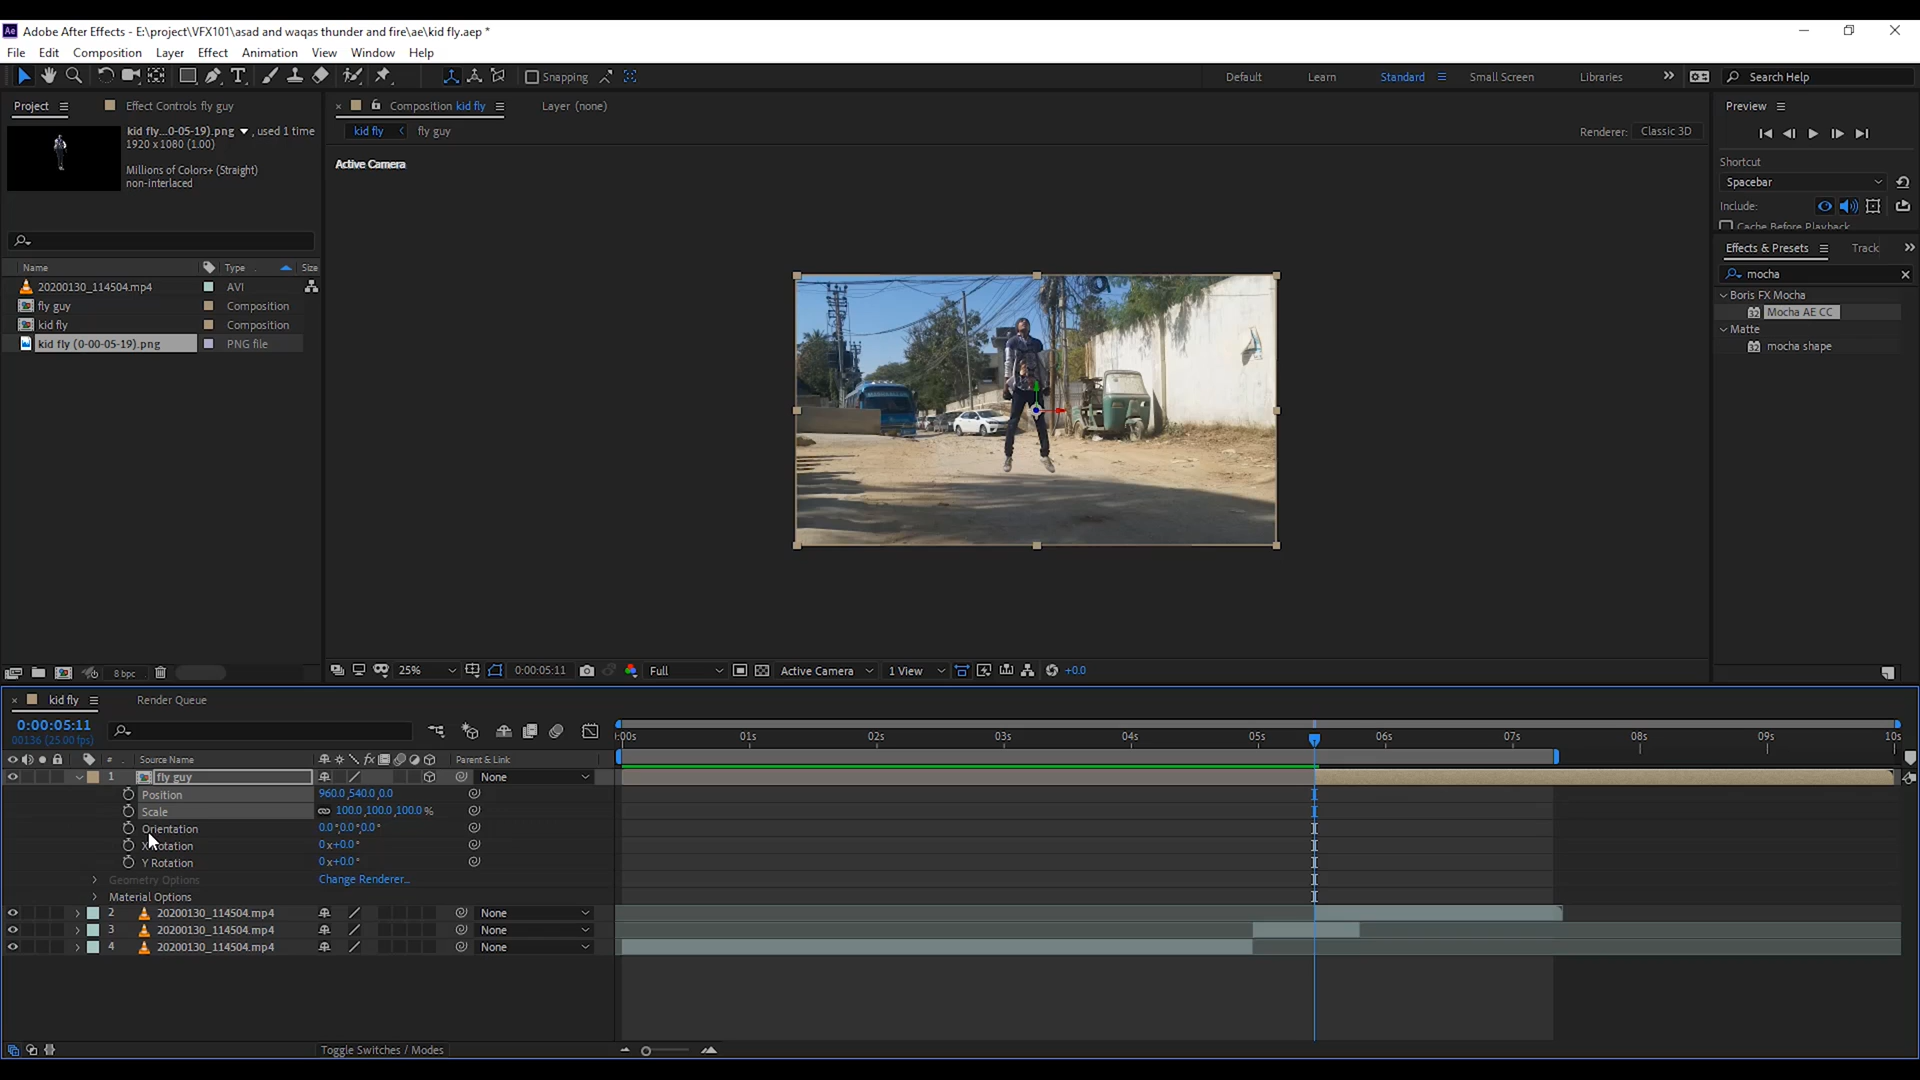 Ae Adobe After Effects - E:\project\VFX101\asad and waqas thunder and fire\ae\kid fly.aep *
File Edit Composition Layer Effect Animation View Window Help
Snapping Default Learn Standard Small Screen Libraries Search Help
Project Effect Controls fly guy
Composition kid fly Layer (none)
Preview
kid fly...0-05-19).png , used 1 time
1920 x 1080 (1.00)
Millions of Colors+ (Straight)
non-interlaced
kid fly fly guy
Renderer: Classic 3D
Active Camera
Shortcut
Spacebar
Include:
Cache Before Playback
Effects & Presets Track
mocha
Boris FX Mocha
Mocha AE CC
Matte
mocha shape
Name Type Size
20200130_114504.mp4 AVI
fly guy Composition
kid fly Composition
kid fly (0-00-05-19).png PNG file
8 bpc
25% 0:00:05:11 Full Active Camera 1 View +0.0
kid fly Render Queue
0:00:05:11
00136 (25.00 fps)
:00s 01s 02s 03s 04s 05s 06s 07s 08s 09s 10s
# Source Name Parent & Link
1 fly guy None
Position 960.0,540.0,0.0
Scale 100.0,100.0,100.0 %
Orientation 0.0°,0.0°,0.0°
X Rotation 0x+0.0°
Y Rotation 0x+0.0°
Geometry Options Change Renderer...
Material Options
2 20200130_114504.mp4 None
3 20200130_114504.mp4 None
4 20200130_114504.mp4 None
Toggle Switches / Modes